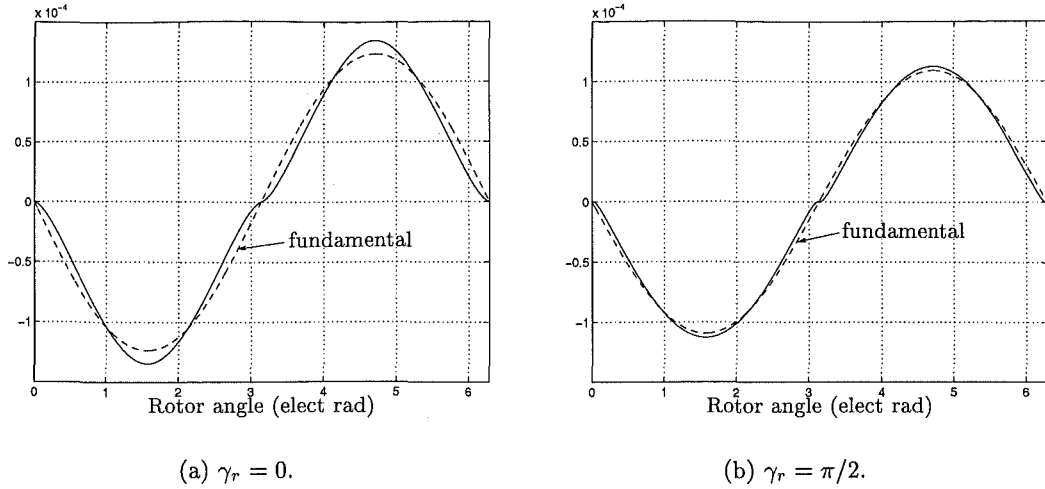 x 10⁻⁴
1
0.5
0
−0.5
−1
0 1 2 3 4 5 6
fundamental
Rotor angle (elect rad)
(a) γᵣ = 0.
x 10⁻⁴
1
0.5
0
−0.5
−1
0 1 2 3 4 5 6
fundamental
Rotor angle (elect rad)
(b) γᵣ = π/2.